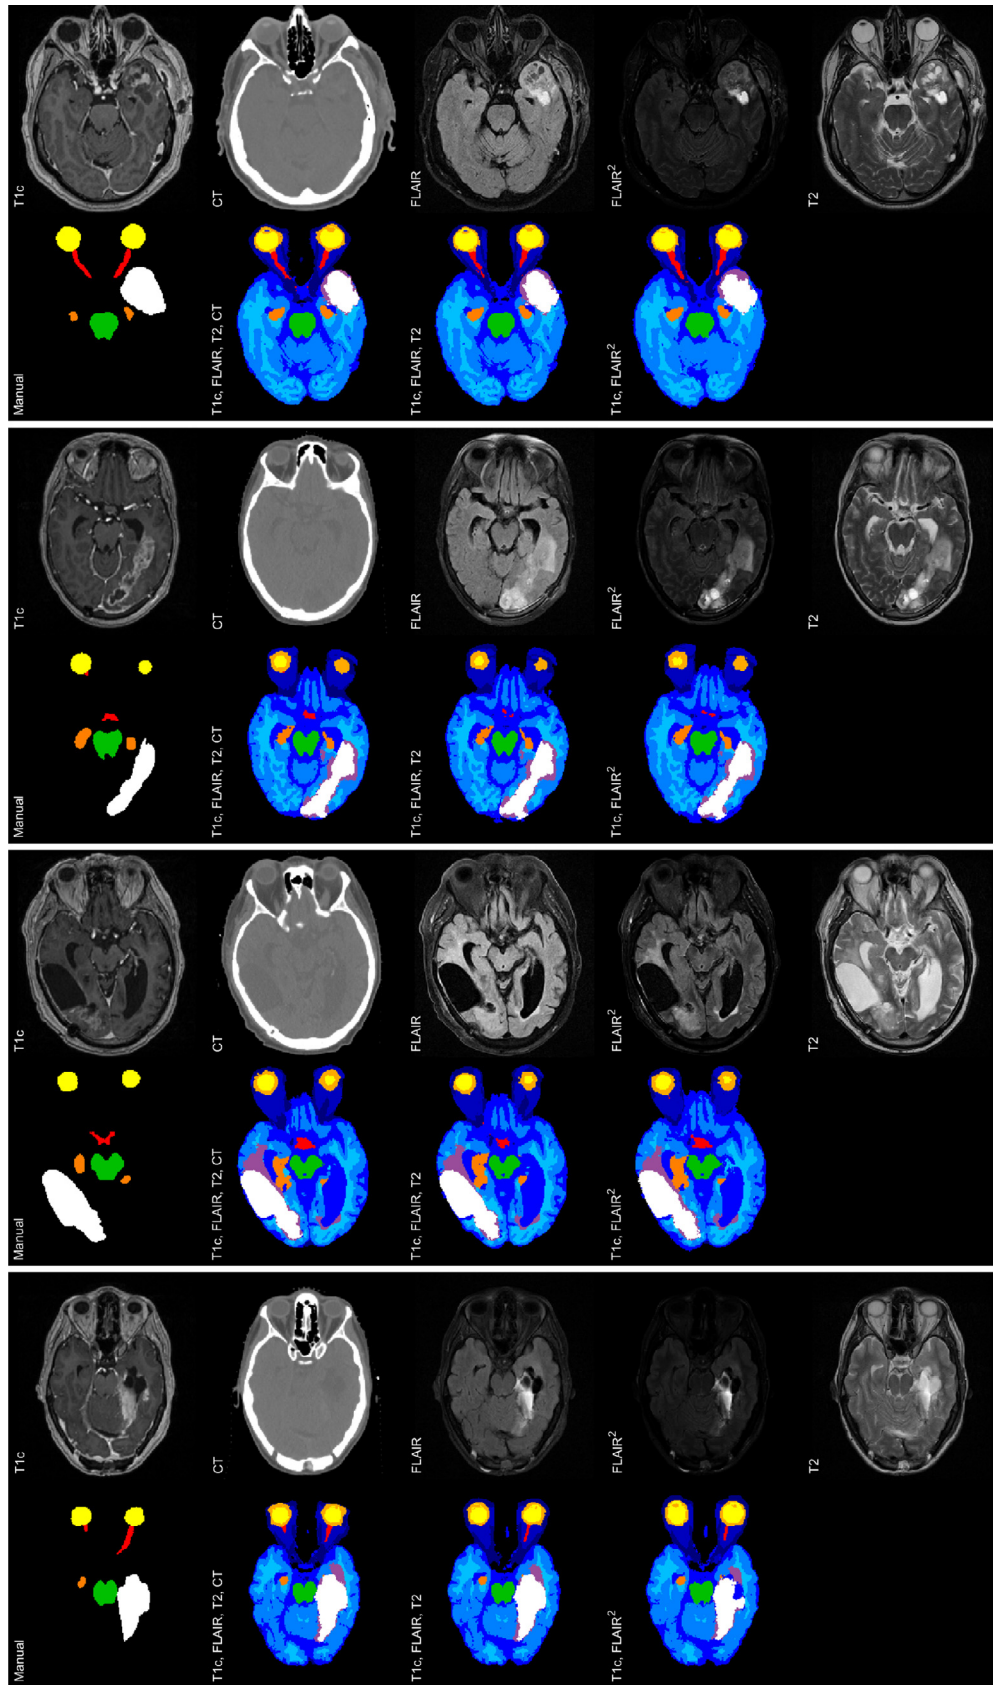 T1c
CT
FLAIR
FLAIR²
T2
Manual
T1c, FLAIR, T2, CT
T1c, FLAIR, T2
T1c, FLAIR²
T1c
CT
FLAIR
FLAIR²
T2
Manual
T1c, FLAIR, T2, CT
T1c, FLAIR, T2
T1c, FLAIR²
T1c
CT
FLAIR
FLAIR²
T2
Manual
T1c, FLAIR, T2, CT
T1c, FLAIR, T2
T1c, FLAIR²
T1c
CT
FLAIR
FLAIR²
T2
Manual
T1c, FLAIR, T2, CT
T1c, FLAIR, T2
T1c, FLAIR²